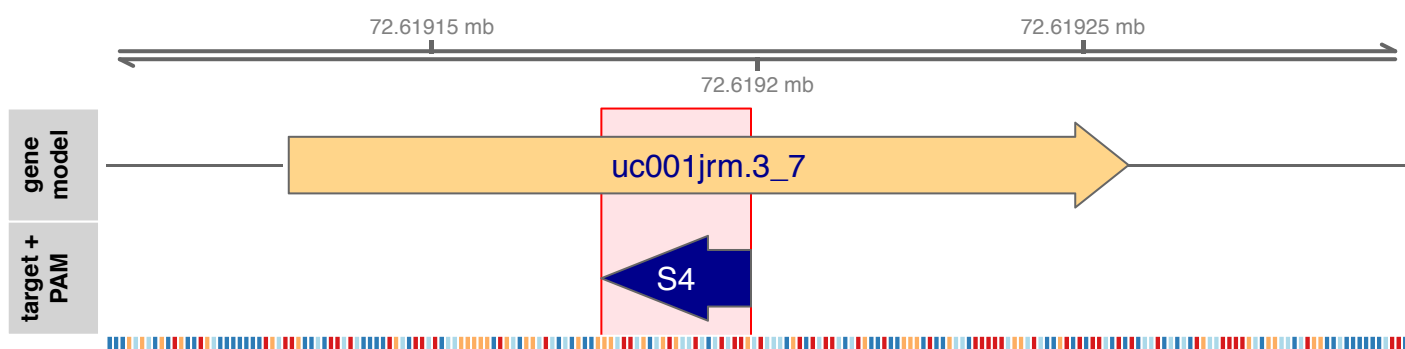 72.61915 mb
72.61925 mb
72.6192 mb
gene
model
uc001jrm.3_7
target +
PAM
S4